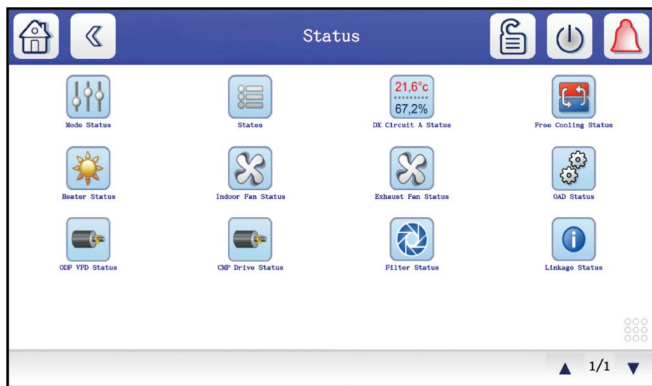 Status
Mode Status
States
21,6°c
67,2%
DX Circuit A Status
Free Cooling Status
Heater Status
Indoor Fan Status
Exhaust Fan Status
OAD Status
ODF VFD Status
CMP Drive Status
Filter Status
Linkage Status
1/1